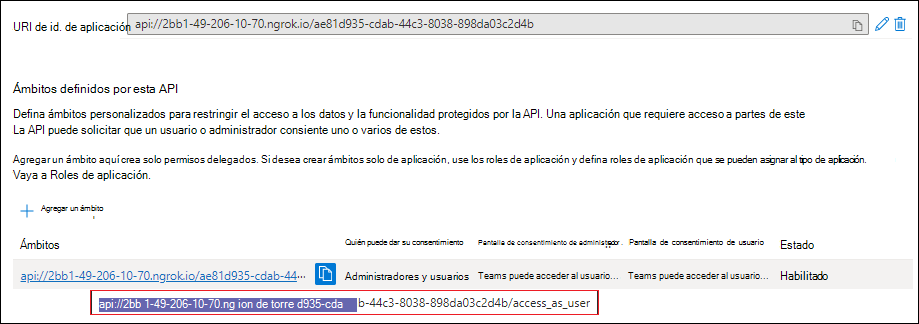 URI de id. de aplicación api://2bb1-49-206-10-70.ngrok.io/ae81d935-cdab-44c3-8038-898da03c2d4b
Ámbitos definidos por esta API
Defina ámbitos personalizados para restringir el acceso a los datos y la funcionalidad protegidos por la API. Una aplicación que requiere acceso a partes de este
La API puede solicitar que un usuario o administrador consiente uno o varios de estos.
Agregar un ámbito aquí crea solo permisos delegados. Si desea crear ámbitos solo de aplicación, use los roles de aplicación y defina roles de aplicación que se pueden asignar al tipo de aplicación.
Vaya a Roles de aplicación.
Agregar un ámbito
Ámbitos Quién puede dar su consentimiento Pantalla de consentimiento de administrador . Pantalla de consentimiento de usuario Estado
api://2bb1-49-206-10-70.ngrok.io/ae81d935-cdab-44··· Administradores y usuarios Teams puede acceder al usuario... Teams puede acceder al usuario... Habilitado
api://2bb 1-49-206-10-70.ng ion de torre d935-cda b-44c3-8038-898da03c2d4b/access_as_user